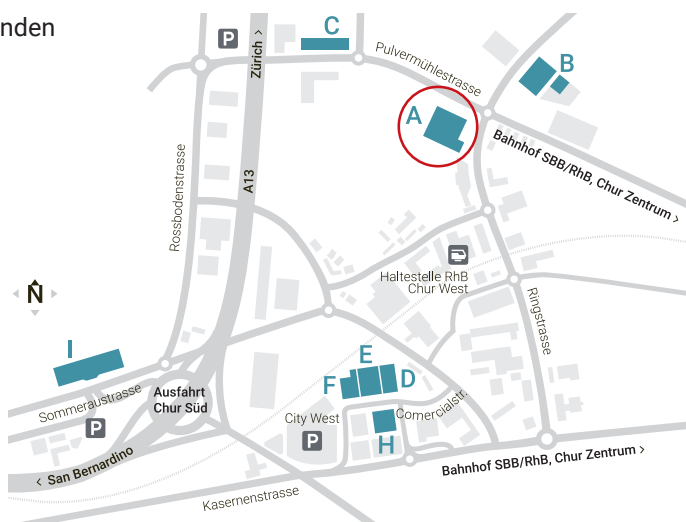 nden
C
P
Zürich >
Pulvermühlestrasse
B
A
Bahnhof SBB/RhB, Chur Zentrum >
Rossbodenstrasse
A13
Haltestelle RhB
Chur West
N
Ringstrasse
I
E
F
D
Sommeraustrasse
Ausfahrt
Chur Süd
P
City West
P
Comercialstr.
H
< San Bernardino
Bahnhof SBB/RhB, Chur Zentrum >
Kasernenstrasse